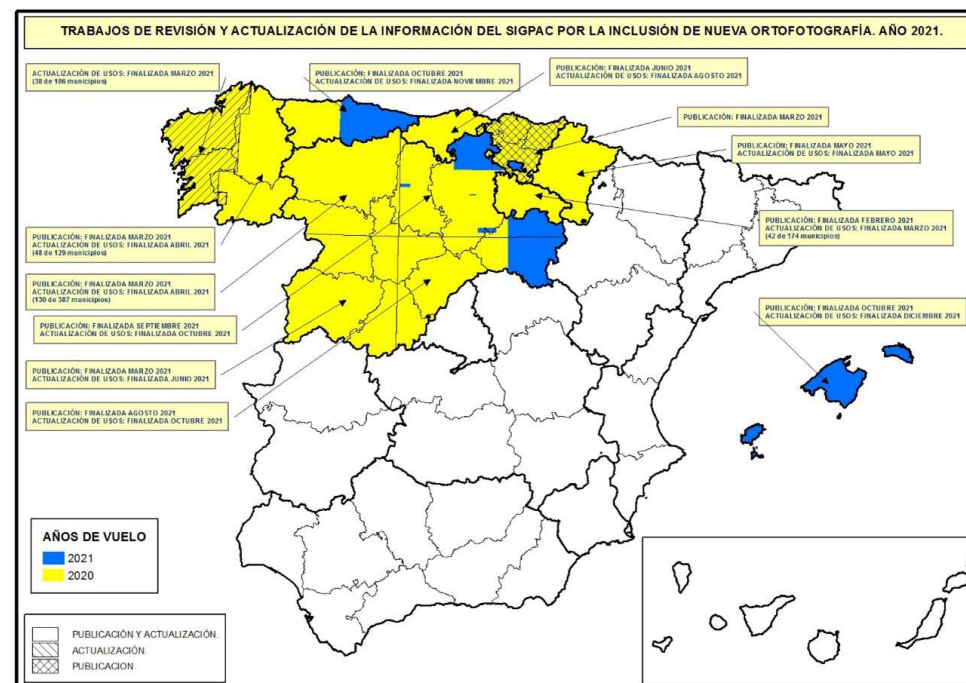 TRABAJOS DE REVISIÓN Y ACTUALIZACIÓN DE LA INFORMACIÓN DEL SIGPAC POR LA INCLUSIÓN DE NUEVA ORTOFOTOGRAFÍA. AÑO 2021.
ACTUALIZACIÓN DE USOS: FINALIZADA MARZO 2021
(38 de 186 municipios)
PUBLICACIÓN; FINALIZADA OCTUBRE 2021
ACTUALIZACIÓN DE USOS: FINALIZADA NOVIEMBRE 2021
PUBLICACIÓN; FINALIZADA JUNIO 2021
ACTUALIZACIÓN DE USOS: FINALIZADA AGOSTO 2021
PUBLICACIÓN; FINALIZADA MARZO 2021
PUBLICACIÓN; FINALIZADA MAYO 2021
ACTUALIZACIÓN DE USOS: FINALIZADA MAYO 2021
PUBLICACIÓN: FINALIZADA FEBRERO 2021
ACTUALIZACIÓN DE USOS: FINALIZADA MARZO 2021
(42 de 174 municipios)
PUBLICACIÓN; FINALIZADA MARZO 2021
ACTUALIZACIÓN DE USOS: FINALIZADA ABRIL 2021
(48 de 129 municipios)
PUBLICACIÓN; FINALIZADA MARZO 2021
ACTUALIZACIÓN DE USOS: FINALIZADA ABRIL 2021
(130 de 387 municipios)
PUBLICACIÓN; FINALIZADA SEPTIEMBRE 2021
ACTUALIZACIÓN DE USOS: FINALIZADA OCTUBRE 2021
PUBLICACIÓN; FINALIZADA MARZO 2021
ACTUALIZACIÓN DE USOS: FINALIZADA JUNIO 2021
PUBLICACIÓN: FINALIZADA AGOSTO 2021
ACTUALIZACIÓN DE USOS: FINALIZADA OCTUBRE 2021
PUBLICACIÓN; FINALIZADA OCTUBRE 2021
ACTUALIZACIÓN DE USOS: FINALIZADA DICIEMBRE 2021
AÑOS DE VUELO
2021
2020
PUBLICACIÓN Y ACTUALIZACIÓN.
ACTUALIZACIÓN.
PUBLICACION.